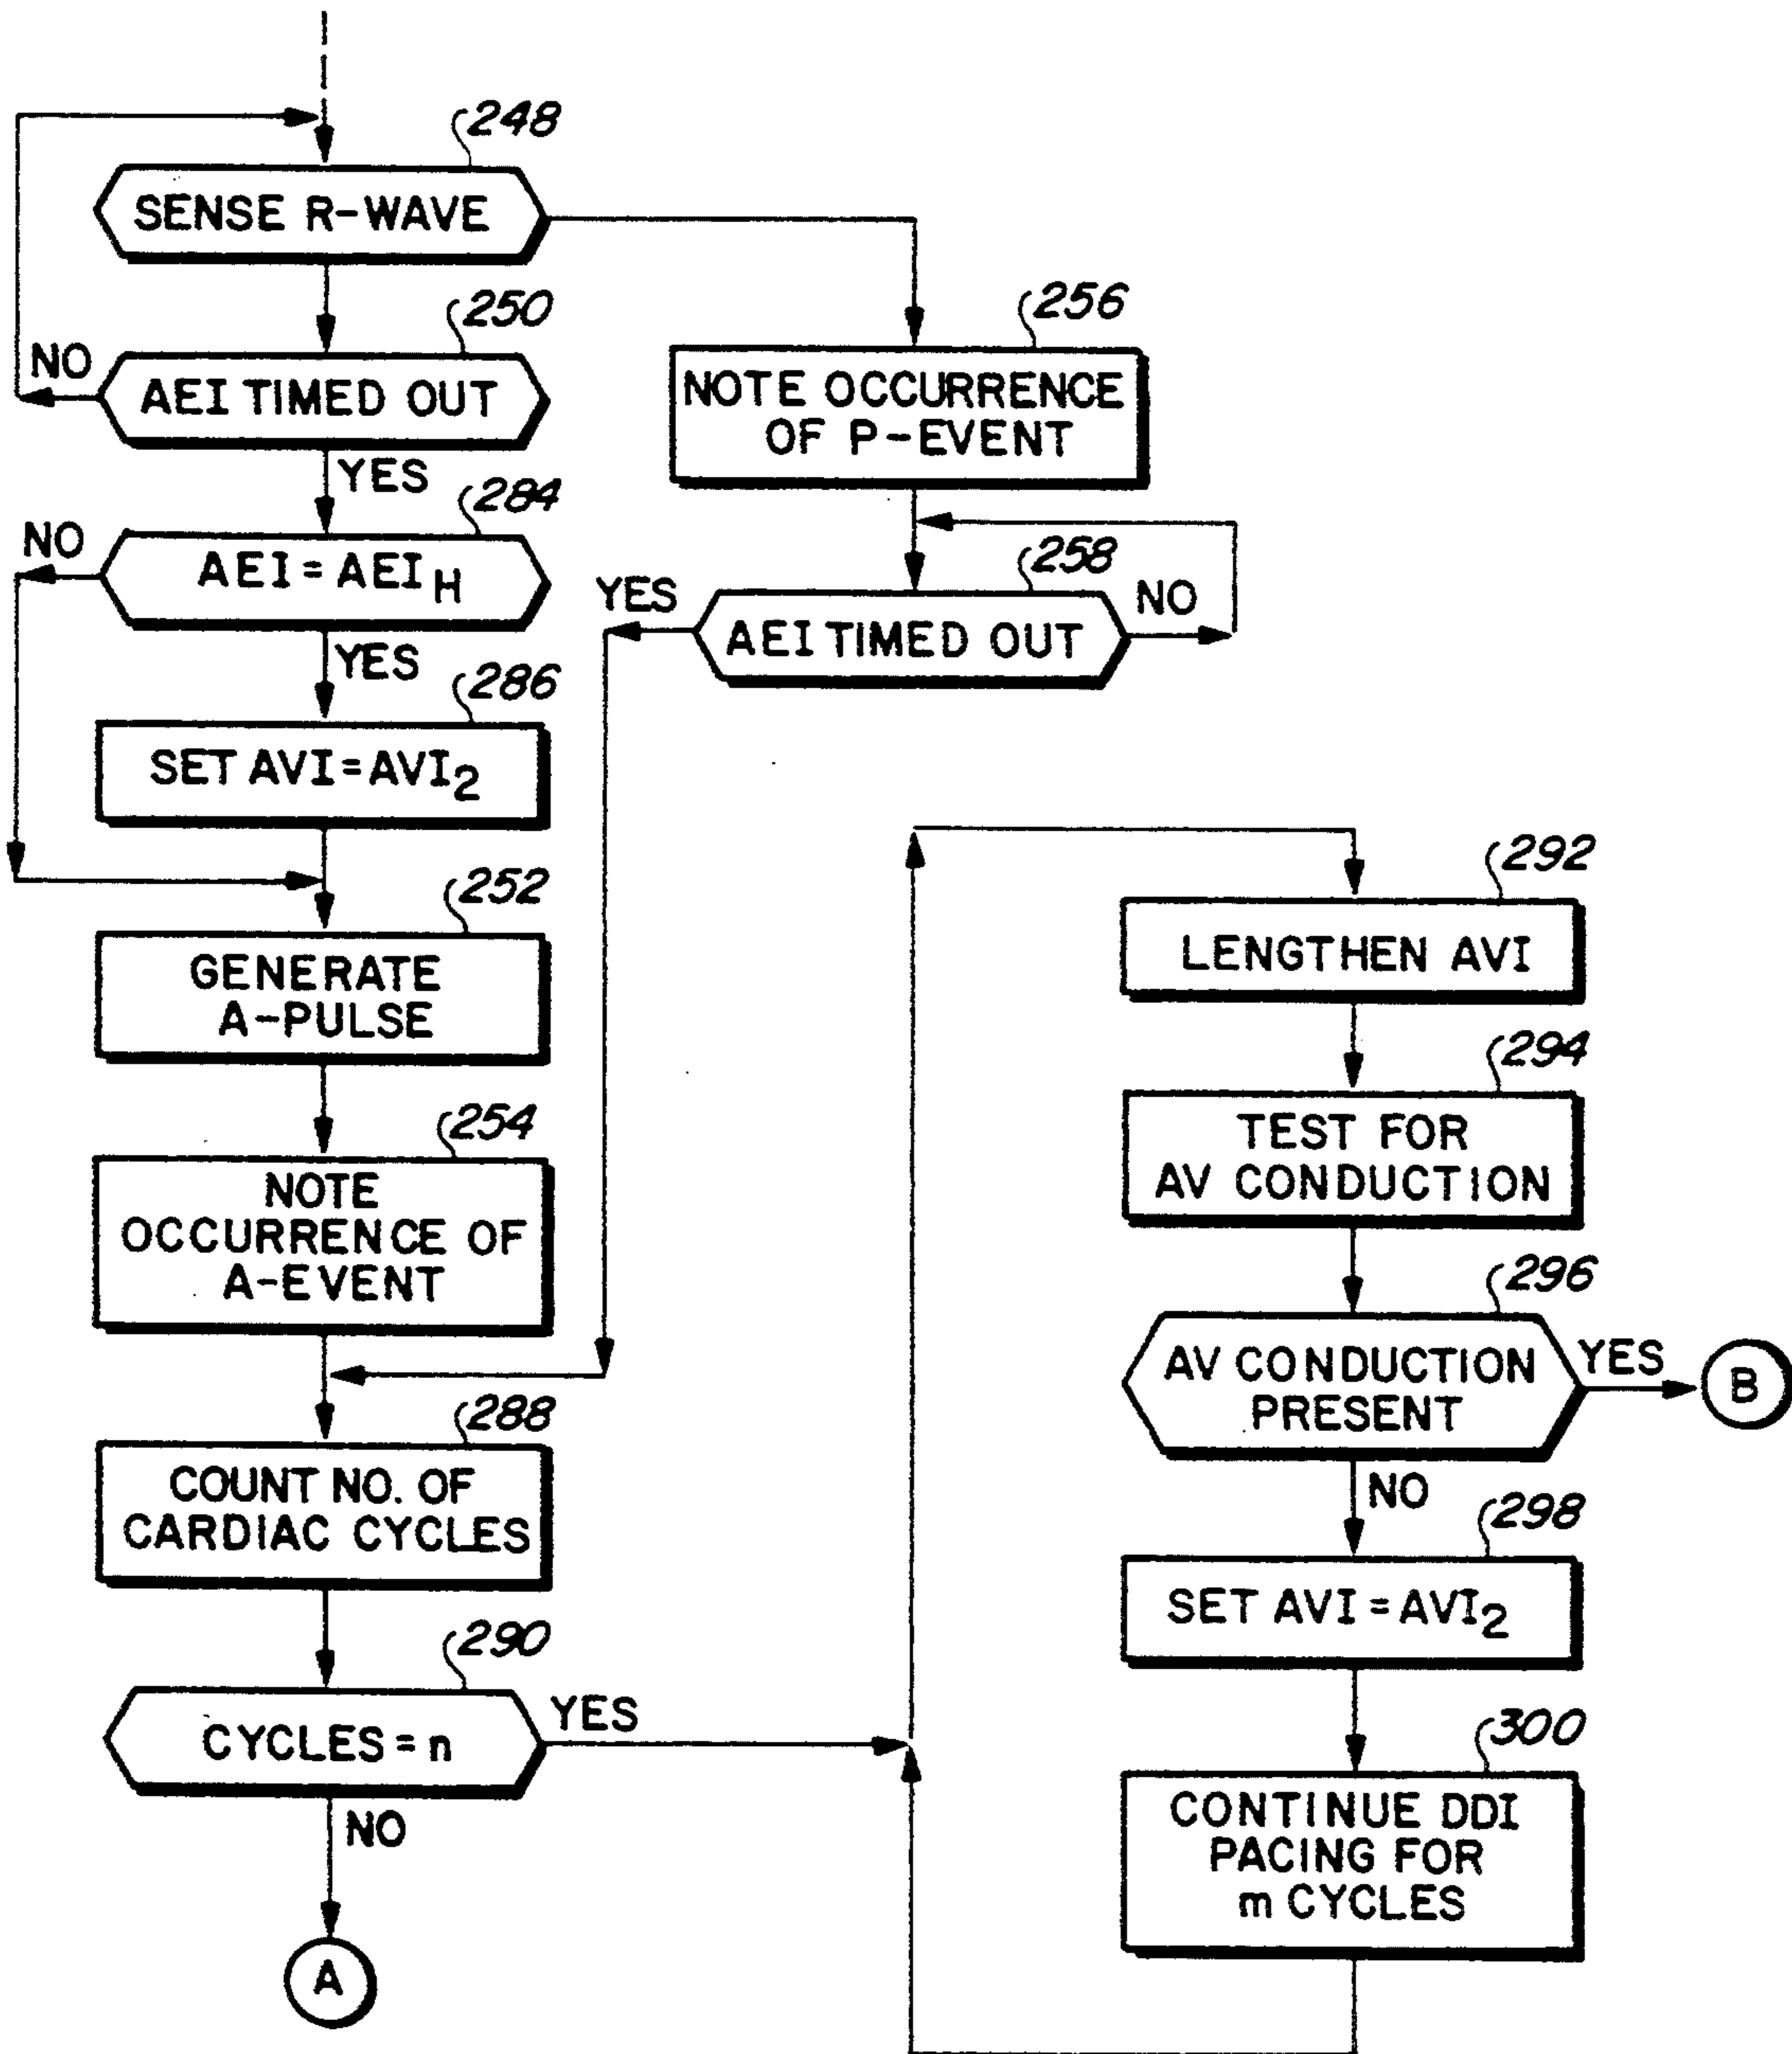 248
SENSE R-WAVE
250
NO
AEI TIMED OUT
YES
284
NO
AEI = AEI H
YES
286
SET AVI = AVI2
252
GENERATE
A-PULSE
254
NOTE
OCCURRENCE OF
A-EVENT
288
COUNT NO. OF
CARDIAC CYCLES
290
CYCLES = n
YES
NO
A
256
NOTE OCCURRENCE
OF P-EVENT
258
YES
AEI TIMED OUT
NO
292
LENGTHEN AVI
294
TEST FOR
AV CONDUCTION
296
AV CONDUCTION
PRESENT
YES
B
NO
298
SET AVI = AVI2
300
CONTINUE DDI
PACING FOR
m CYCLES